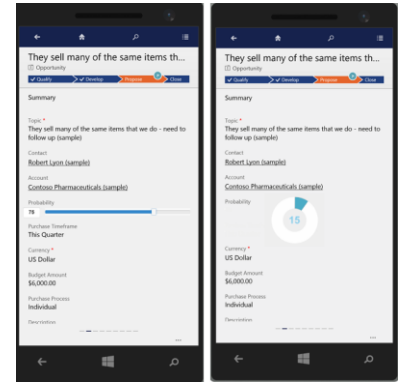 They sell many of the same items th...
Opportunity
Qualify
Develop
Propose
Close
Summary
Topic *
They sell many of the same items that we do - need to
follow up (sample)
Contact
Robert Lyon (sample)
Account
Contoso Pharmaceuticals (sample)
Probability
78
Purchase Timeframe
This Quarter
Currency *
US Dollar
Budget Amount
$6,000.00
Purchase Process
Individual
Description
...
They sell many of the same items th...
Opportunity
Qualify
Develop
Propose
Close
Summary
Topic *
They sell many of the same items that we do - need to
follow up (sample)
Contact
Robert Lyon (sample)
Account
Contoso Pharmaceuticals (sample)
Probability
15
Currency *
US Dollar
Budget Amount
$6,000.00
Purchase Process
Individual
Description
...